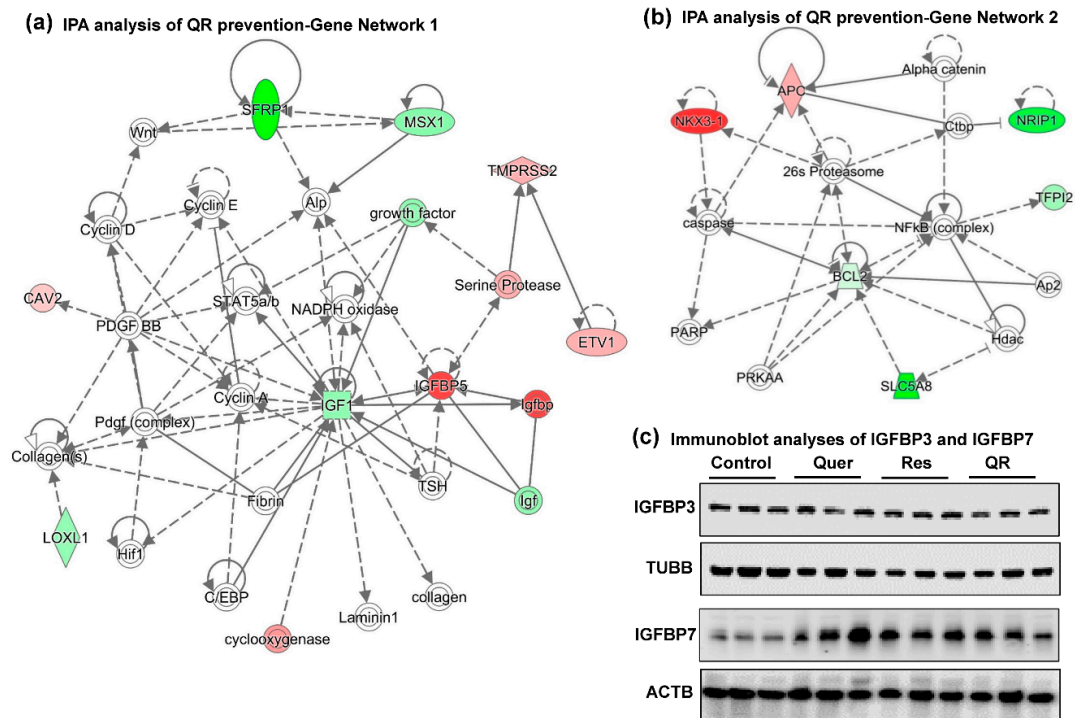 (a) IPA analysis of QR prevention-Gene Network 1
SFRP1
MSX1
Wnt
TMPRSS2
Cyclin E
Alp
growth factor
Cyclin D
Serine Protease
CAV2
STAT5a/b
NADPH oxidase
PDGF BB
ETV1
IGFBP5
Cyclin A
IGF1
Igfbp
Pdgf (complex)
Collagen(s)
TSH
Fibrin
Igf
LOXL1
Hif1
C/EBP
collagen
Laminin1
cyclooxygenase
(b) IPA analysis of QR prevention-Gene Network 2
Alpha catenin
APC
NKX3-1
Ctbp
NRIP1
26s Proteasome
TFPI2
caspase
NFkB (complex)
BCL2
Ap2
PARP
Hdac
PRKAA
SLC5A8
(c) Immunoblot analyses of IGFBP3 and IGFBP7
Control Quer Res QR
IGFBP3
TUBB
IGFBP7
ACTB